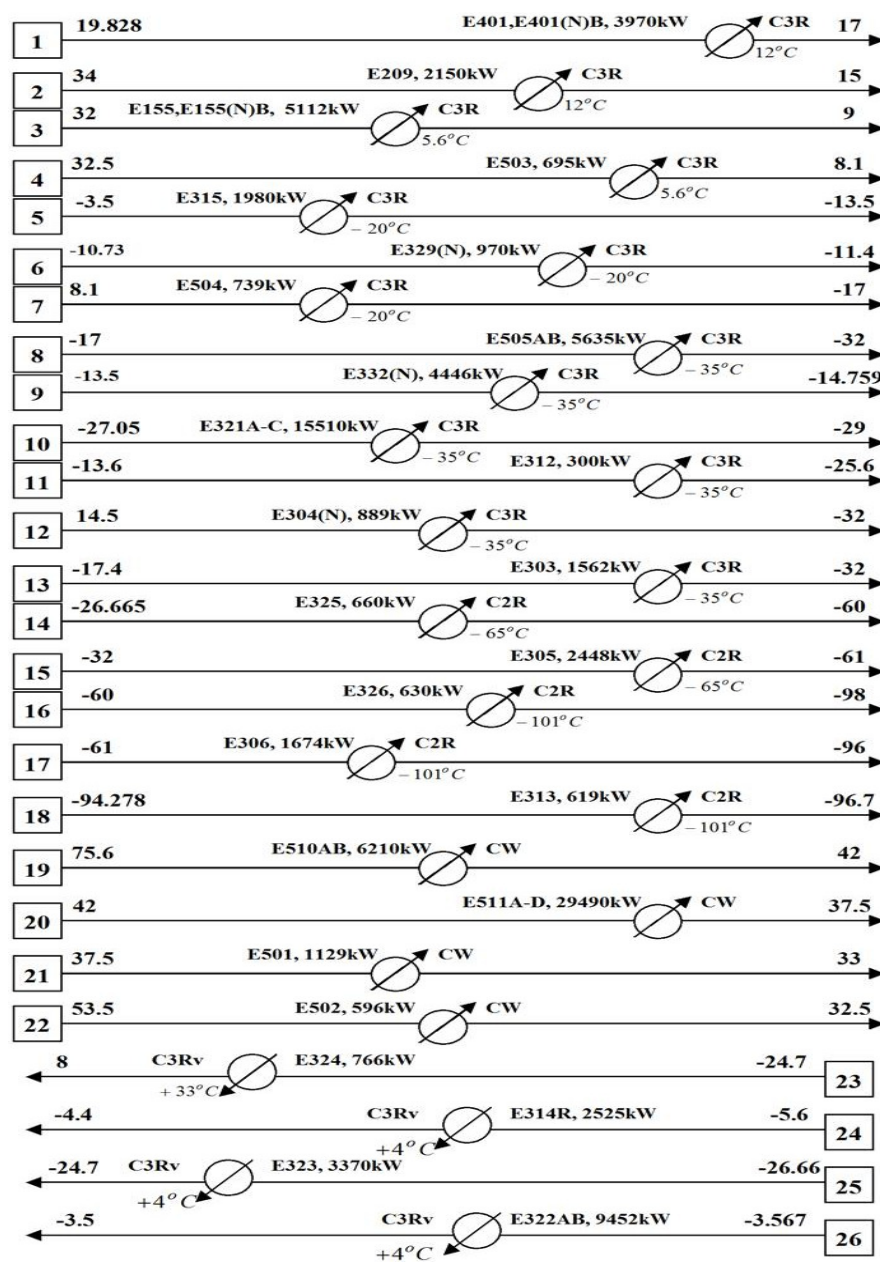 19.828 E401,E401(N)B, 3970kW C3R 17
1 12°C
34 E209, 2150kW C3R 15
2 12°C
32 E155,E155(N)B, 5112kW C3R 9
3 5.6°C
32.5 E503, 695kW C3R 8.1
4 5.6°C
-3.5 E315, 1980kW C3R -13.5
5 – 20°C
-10.73 E329(N), 970kW C3R -11.4
6 – 20°C
8.1 E504, 739kW C3R -17
7 – 20°C
-17 E505AB, 5635kW C3R -32
8 – 35°C
-13.5 E332(N), 4446kW C3R -14.759
9 – 35°C
-27.05 E321A-C, 15510kW C3R -29
10 – 35°C
-13.6 E312, 300kW C3R -25.6
11 – 35°C
14.5 E304(N), 889kW C3R -32
12 – 35°C
-17.4 E303, 1562kW C3R -32
13 – 35°C
-26.665 E325, 660kW C2R -60
14 – 65°C
-32 E305, 2448kW C2R -61
15 – 65°C
-60 E326, 630kW C2R -98
16 – 101°C
-61 E306, 1674kW C2R -96
17 – 101°C
-94.278 E313, 619kW C2R -96.7
18 – 101°C
75.6 E510AB, 6210kW CW 42
19
42 E511A-D, 29490kW CW 37.5
20
37.5 E501, 1129kW CW 33
21
53.5 E502, 596kW CW 32.5
22
8 C3Rv E324, 766kW -24.7
+ 33°C 23
-4.4 C3Rv E314R, 2525kW -5.6
+4°C 24
-24.7 C3Rv E323, 3370kW -26.66
+4°C 25
-3.5 C3Rv E322AB, 9452kW -3.567
+4°C 26